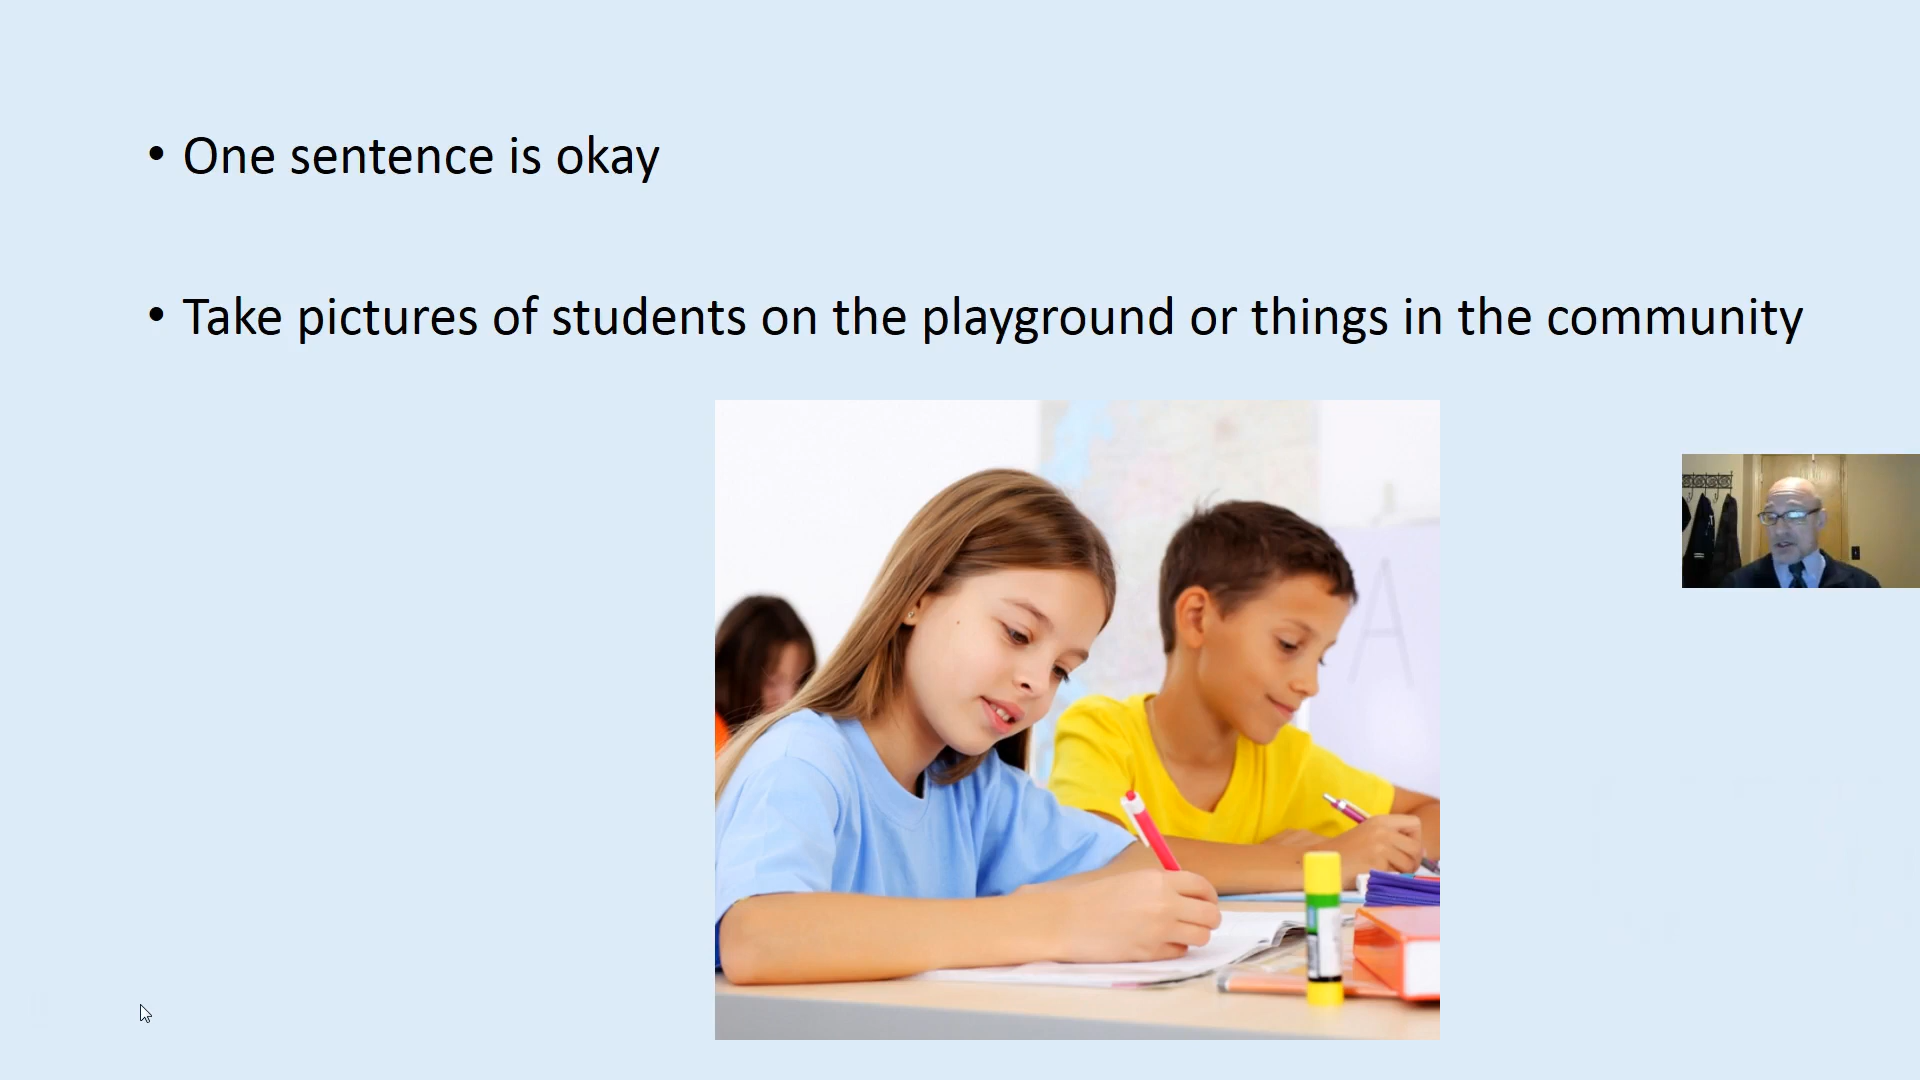 • One sentence is okay
• Take pictures of students on the playground or things in the community
A